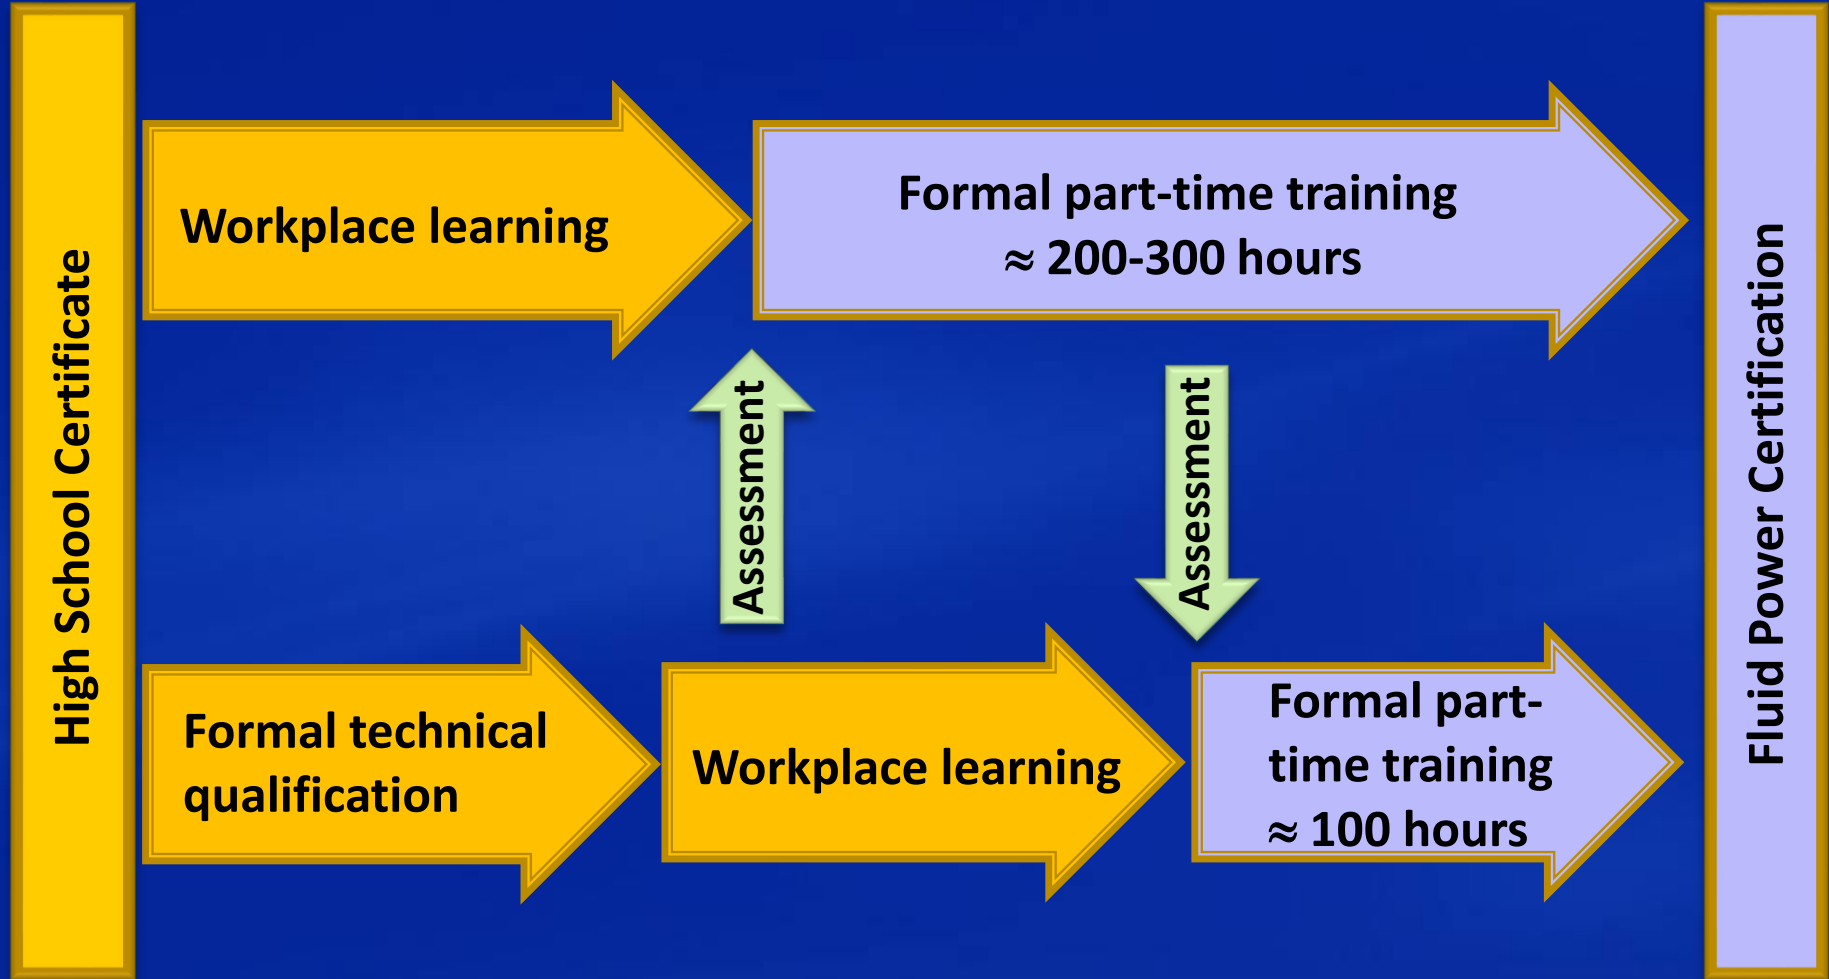 High School Certificate
Workplace learning
Formal part-time training
≈ 200-300 hours
Assessment
Assessment
Formal technical
qualification
Workplace learning
Formal part-
time training
≈ 100 hours
Fluid Power Certification